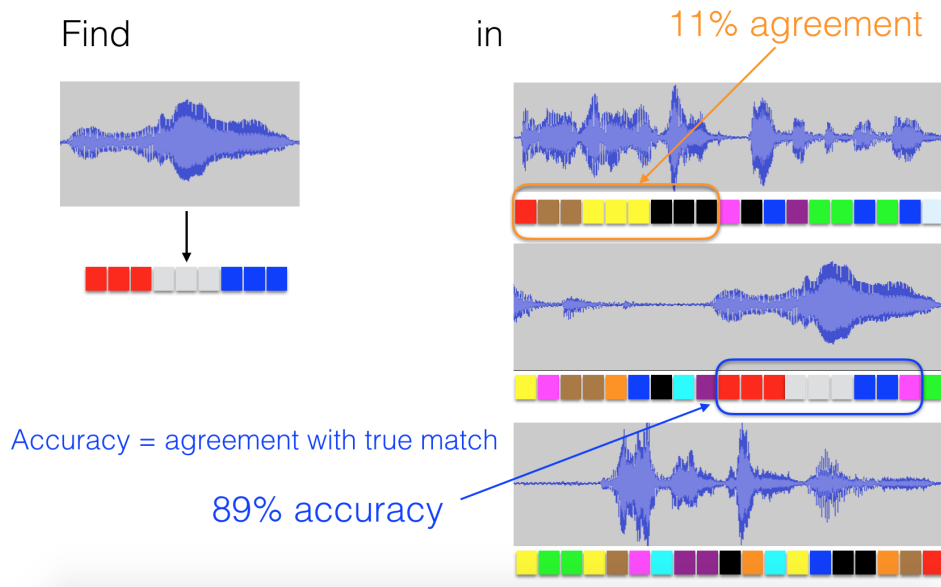 Find
in
11% agreement
Accuracy = agreement with true match
89% accuracy